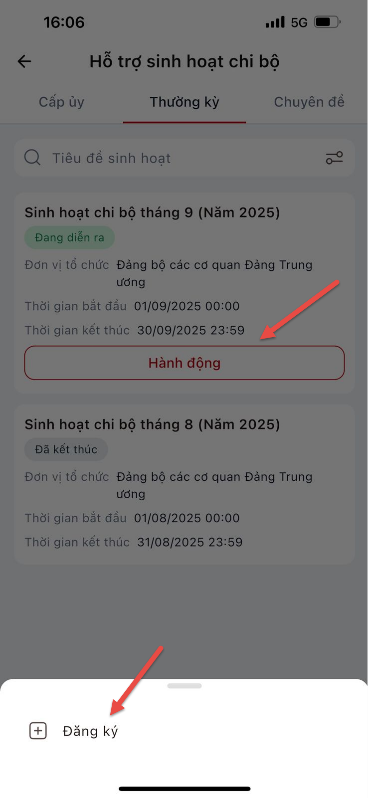 16:06 5G
Hỗ trợ sinh hoạt chi bộ
Cấp ủy Thường kỳ Chuyên đề
Tiêu đề sinh hoạt
Sinh hoạt chi bộ tháng 9 (Năm 2025)
Đang diễn ra
Đơn vị tổ chức Đảng bộ các cơ quan Đảng Trung
ương
Thời gian bắt đầu 01/09/2025 00:00
Thời gian kết thúc 30/09/2025 23:59
Hành động
Sinh hoạt chi bộ tháng 8 (Năm 2025)
Đã kết thúc
Đơn vị tổ chức Đảng bộ các cơ quan Đảng Trung
ương
Thời gian bắt đầu 01/08/2025 00:00
Thời gian kết thúc 31/08/2025 23:59
Đăng ký